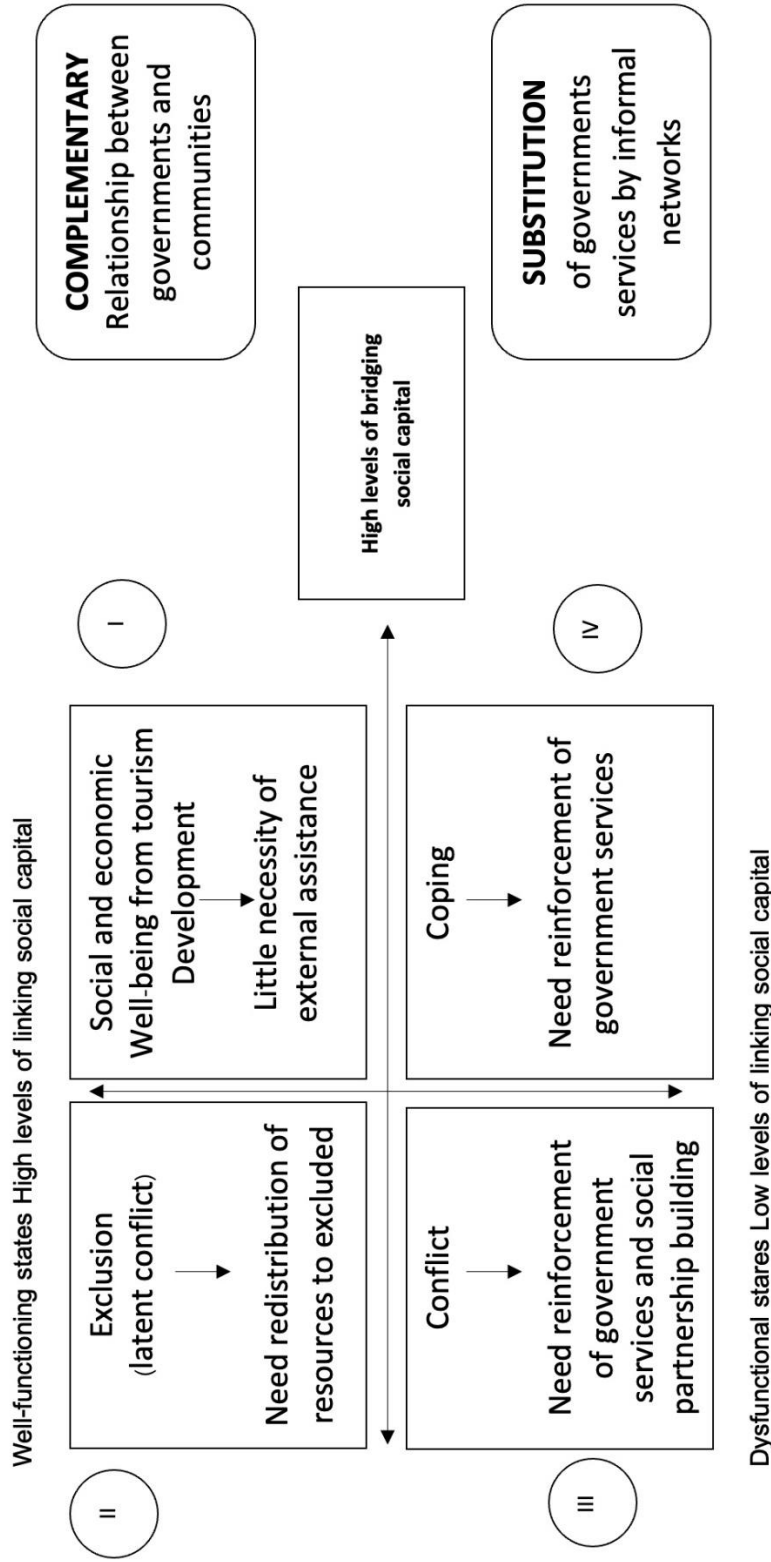 Well-functioning states High levels of linking social capital
II
Exclusion
(latent conflict)
Need redistribution of
resources to excluded
Social and economic
Well-being from tourism
Development
Little necessity of
external assistance
I
COMPLEMENTARY
Relationship between
governments and
communities
High levels of bridging
social capital
III
Conflict
Need reinforcement
of government
services and social
partnership building
Coping
Need reinforcement of
government services
IV
SUBSTITUTION
of governments
services by informal
networks
Dysfunctional stares Low levels of linking social capital